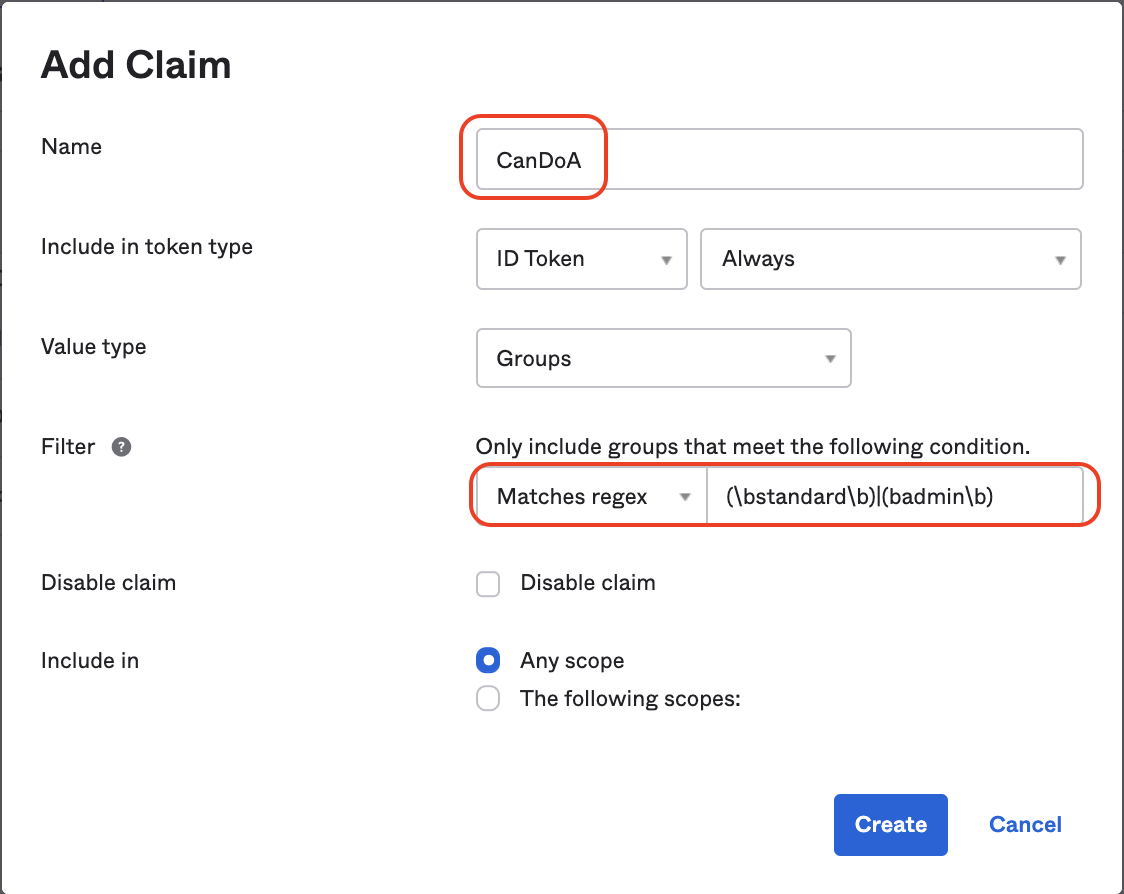 Add Claim
Name
CanDoA
Include in token type
ID Token
Always
Value type
Groups
Filter ?
Only include groups that meet the following condition.
Matches regex
(\bstandard\b)|(badmin\b)
Disable claim
Disable claim
Include in
Any scope
The following scopes:
Create
Cancel